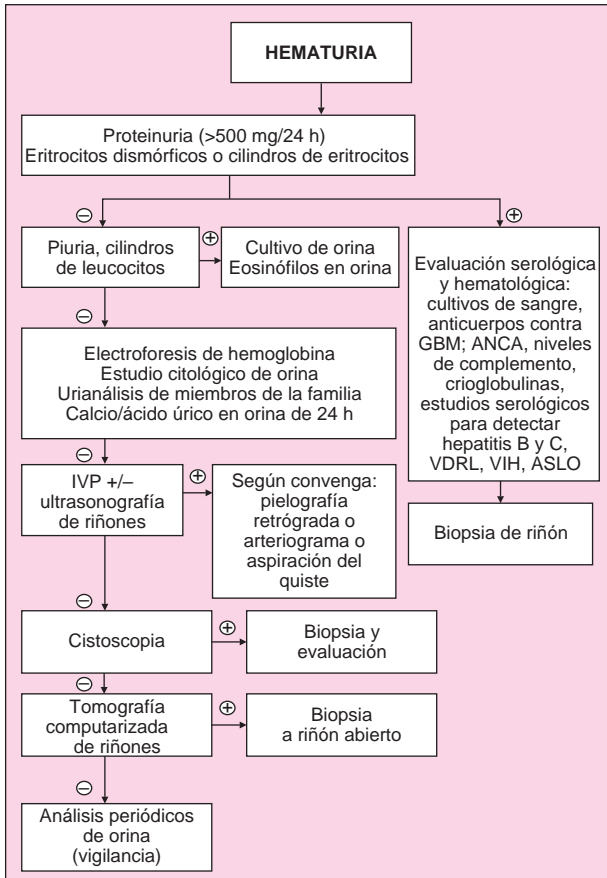 HEMATURIA
Proteinuria (>500 mg/24 h)
Eritrocitos dismórficos o cilindros de eritrocitos
−
+
Piuria, cilindros
de leucocitos
+
Cultivo de orina
Eosinófilos en orina
Evaluación serológica
y hematológica:
cultivos de sangre,
anticuerpos contra
GBM; ANCA, niveles
de complemento,
crioglobulinas,
estudios serológicos
para detectar
hepatitis B y C,
VDRL, VIH, ASLO
Biopsia de riñón
−
Electroforesis de hemoglobina
Estudio citológico de orina
Urianálisis de miembros de la familia
Calcio/ácido úrico en orina de 24 h
−
IVP +/–
ultrasonografía
de riñones
+
Según convenga:
pielografía
retrógrada o
arteriograma o
aspiración del
quiste
−
Cistoscopia
+
Biopsia y
evaluación
−
Tomografía
computarizada
de riñones
+
Biopsia
a riñón abierto
−
Análisis periódicos
de orina
(vigilancia)